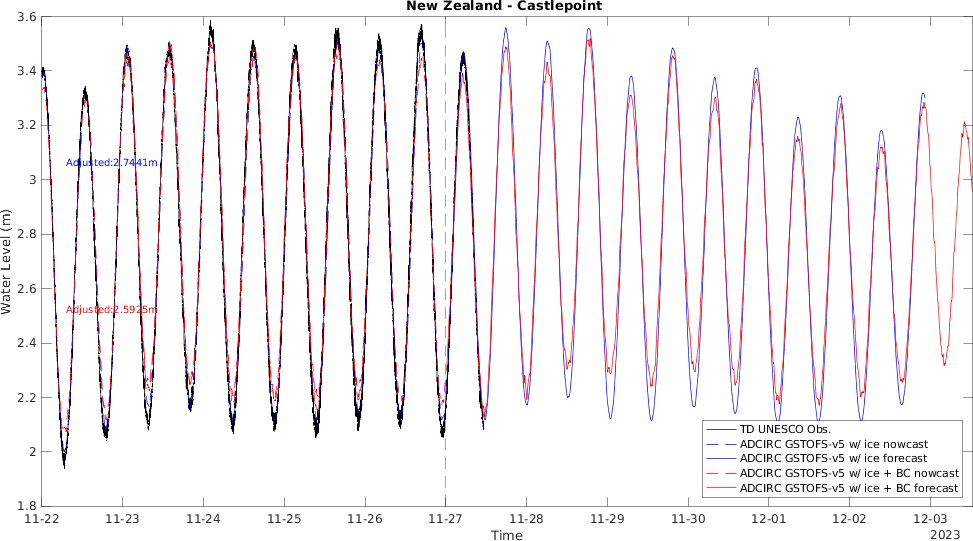 New Zealand - Castlepoint
Water Level (m)
3.6
3.4
3.2
3
2.8
2.6
2.4
2.2
2
1.8
Adjusted:2.7441m
Adjusted:2.5925m
TD UNESCO Obs.
ADCIRC GSTOFS-v5 w/ ice nowcast
ADCIRC GSTOFS-v5 w/ ice forecast
ADCIRC GSTOFS-v5 w/ ice + BC nowcast
ADCIRC GSTOFS-v5 w/ ice + BC forecast
11-22 11-23 11-24 11-25 11-26 11-27 11-28 11-29 11-30 12-01 12-02 12-03
Time
2023